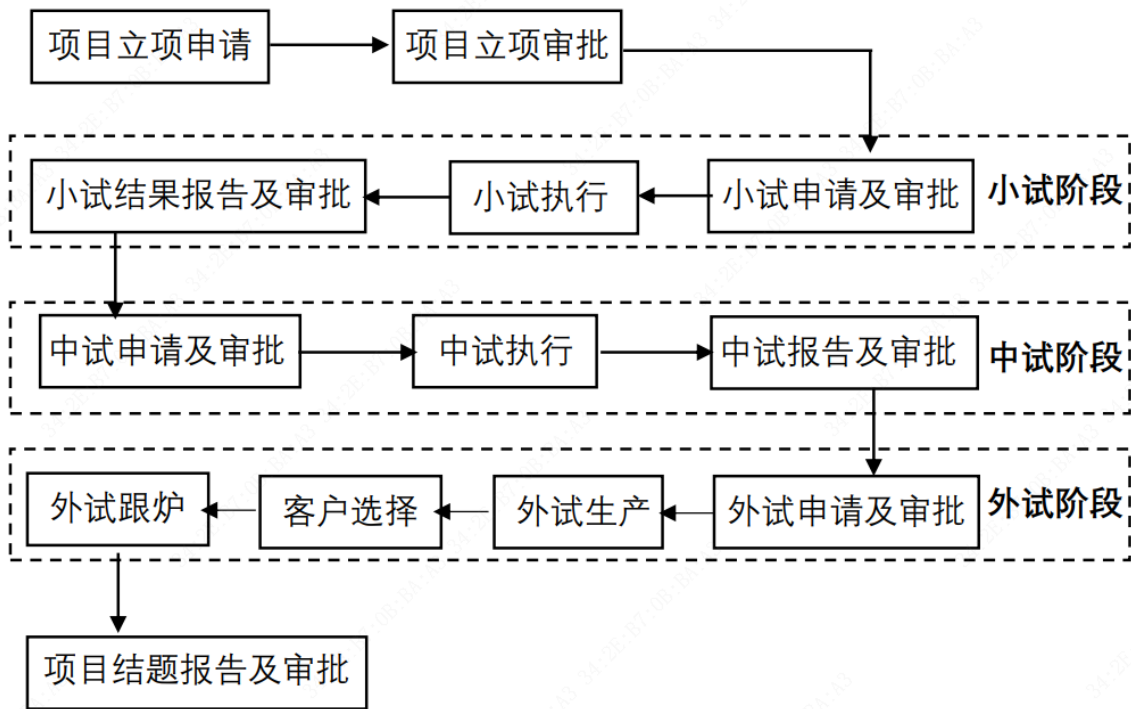 项目立项申请
项目立项审批
小试结果报告及审批
小试执行
小试申请及审批
小试阶段
中试申请及审批
中试执行
中试报告及审批
中试阶段
外试跟炉
客户选择
外试生产
外试申请及审批
外试阶段
项目结题报告及审批